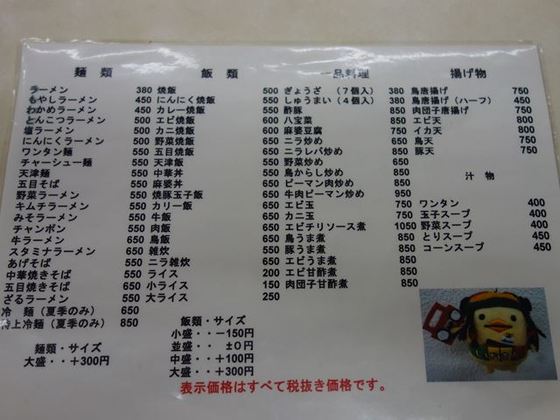 麺 類
ラーメン 380
もやしラーメン 450
わかめラーメン 450
とんこつラーメン 500
塩ラーメン 500
にんにくラーメン 500
ワンタン麺 550
チャーシュー麺 550
天津麺 550
五目そば 550
野菜ラーメン 550
キムチラーメン 550
みそラーメン 550
チャンポン 550
牛ラーメン 650
スタミナラーメン 650
あげそば 550
中華焼きそば 550
五目焼きそば 650
ざるラーメン 550
冷 麺 (夏季のみ) 650
特上冷麺 (夏季のみ) 850
麺類・サイズ
大盛・・+300円
飯 類
焼飯 500
にんにく焼飯 550
カレー焼飯 550
エビ焼飯 600
カニ焼飯 600
野菜焼飯 550
五目焼飯 550
天津飯 550
中華丼 550
麻婆丼 550
焼豚玉子飯 650
カリー飯 650
牛飯 550
肉飯 550
鳥飯 550
雑炊 550
ニラ雑炊 650
ライス 200
小ライス 150
大ライス 250
飯類・サイズ
小盛・・-150円
並盛・・ ±0円
中盛・・+100円
大盛・・+300円
一品料理
ぎょうざ (7個入) 380
しゅうまい (4個入) 380
酢豚 850
八宝菜 850
麻婆豆腐
ニラ炒め 650
ニラレバ炒め 650
野菜炒め 650
鳥からし炒め 850
ピーマン肉炒め 850
牛肉ピーマン炒め 950
エビ玉 750
カニ玉 750
エビチリソース煮 1050
鳥うま煮 850
豚うま煮 850
エビうま煮 850
エビ甘酢煮 850
肉団子甘酢煮 850
揚げ物
鳥唐揚げ 750
鳥唐揚げ (ハーフ) 450
肉団子唐揚げ 750
エビ天 800
イカ天 800
鳥天 750
豚天 750
汁 物
ワンタン 400
玉子スープ 400
野菜スープ 400
とりスープ 450
コーンスープ 450
表示価格はすべて税抜き価格です。